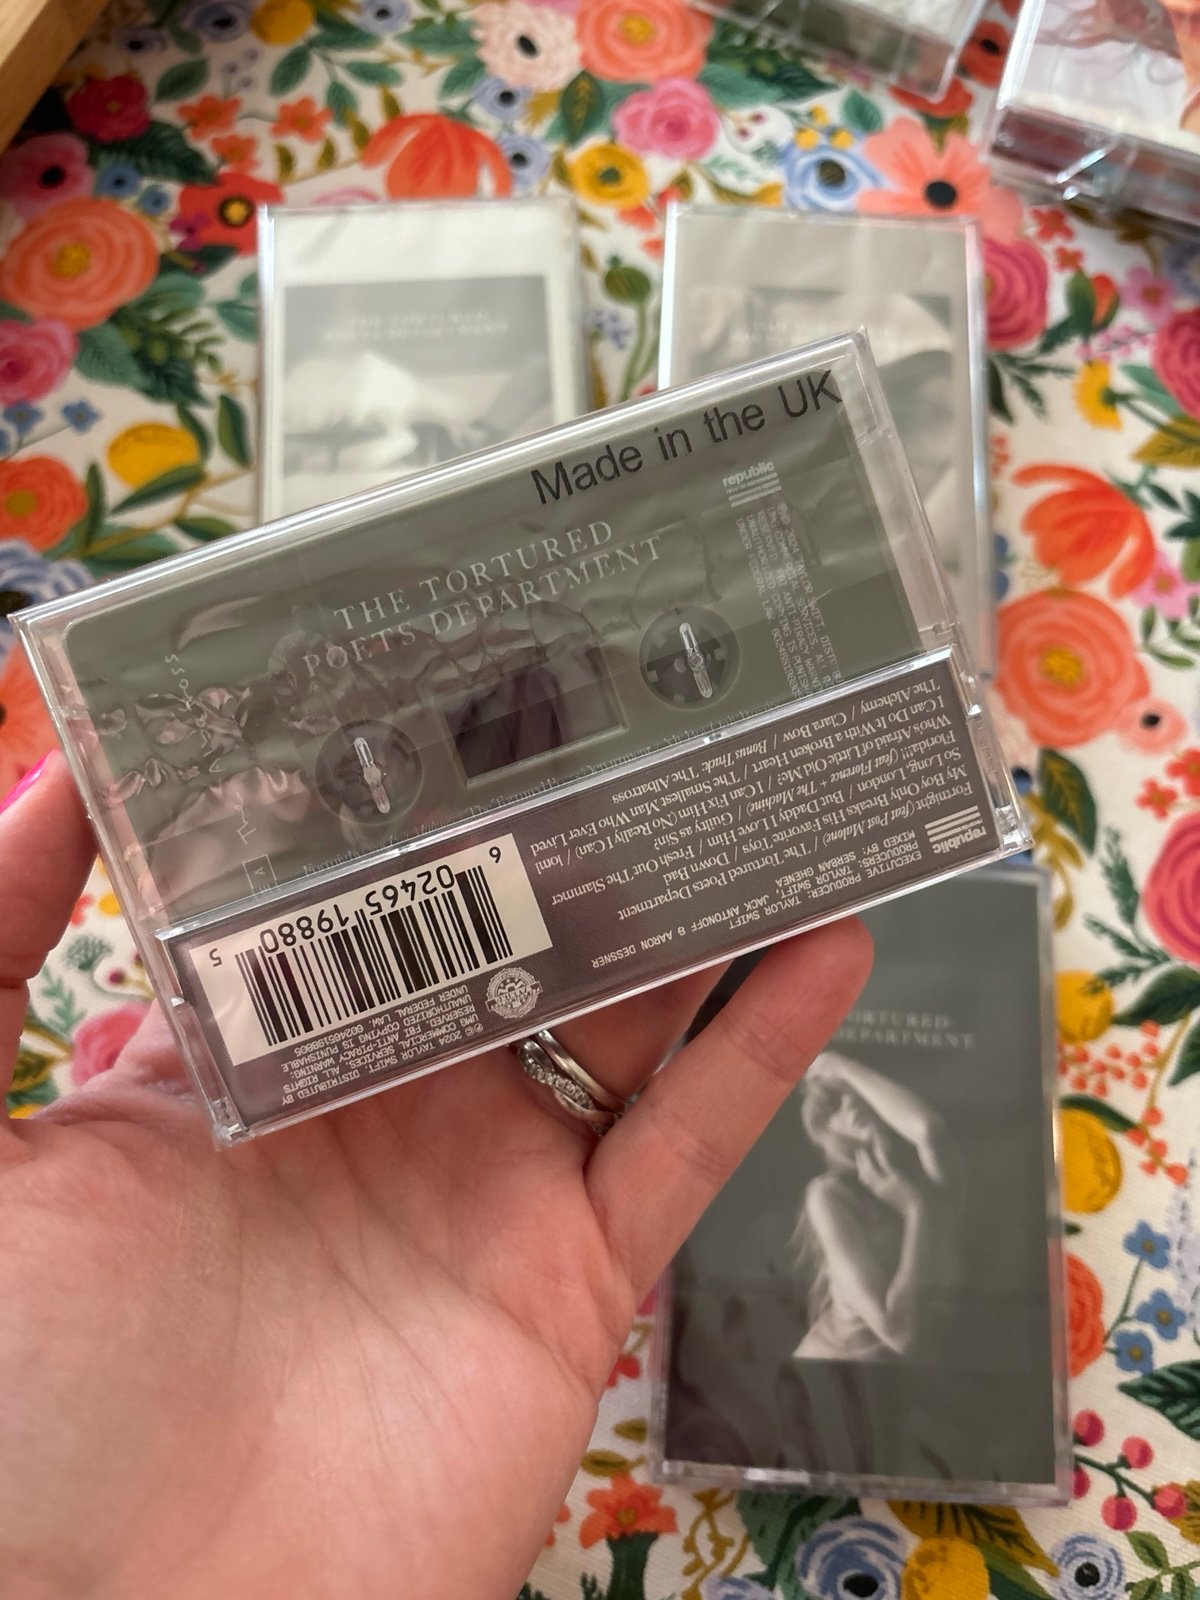 THE TORTURED
POETS DEPARTMENT
Made in the UK
THE TORTURED
POETS DEPARTMENT
republic
Fortnight (feat. Post Malone) / The Tortured Poets Department
My Boy Only Breaks His Favorite Toys / Down Bad
So Long, London / But Daddy I Love Him / Fresh Out The Slammer
Florida!!! (feat. Florence + The Machine) / Guilty as Sin?
Who's Afraid of Little Old Me? / I Can Fix Him (No Really I Can) / loml
I Can Do It With a Broken Heart / The Smallest Man Who Ever Lived
The Alchemy / Clara Bow / Bonus Track: The Albatross
EXECUTIVE PRODUCER: TAYLOR SWIFT
PRODUCERS: TAYLOR SWIFT, JACK ANTONOFF & AARON DESSNER
MIXED BY: SERBAN GHENEA
republic
6 02465 19880 5
℗© 2024 TAYLOR SWIFT. DISTRIBUTED BY
UMG COMMERCIAL SERVICES. ALL RIGHTS
RESERVED. FBI ANTI-PIRACY WARNING:
UNAUTHORIZED COPYING IS PUNISHABLE
UNDER FEDERAL LAW. 602465198805
TORTURED
DEPARTMENT